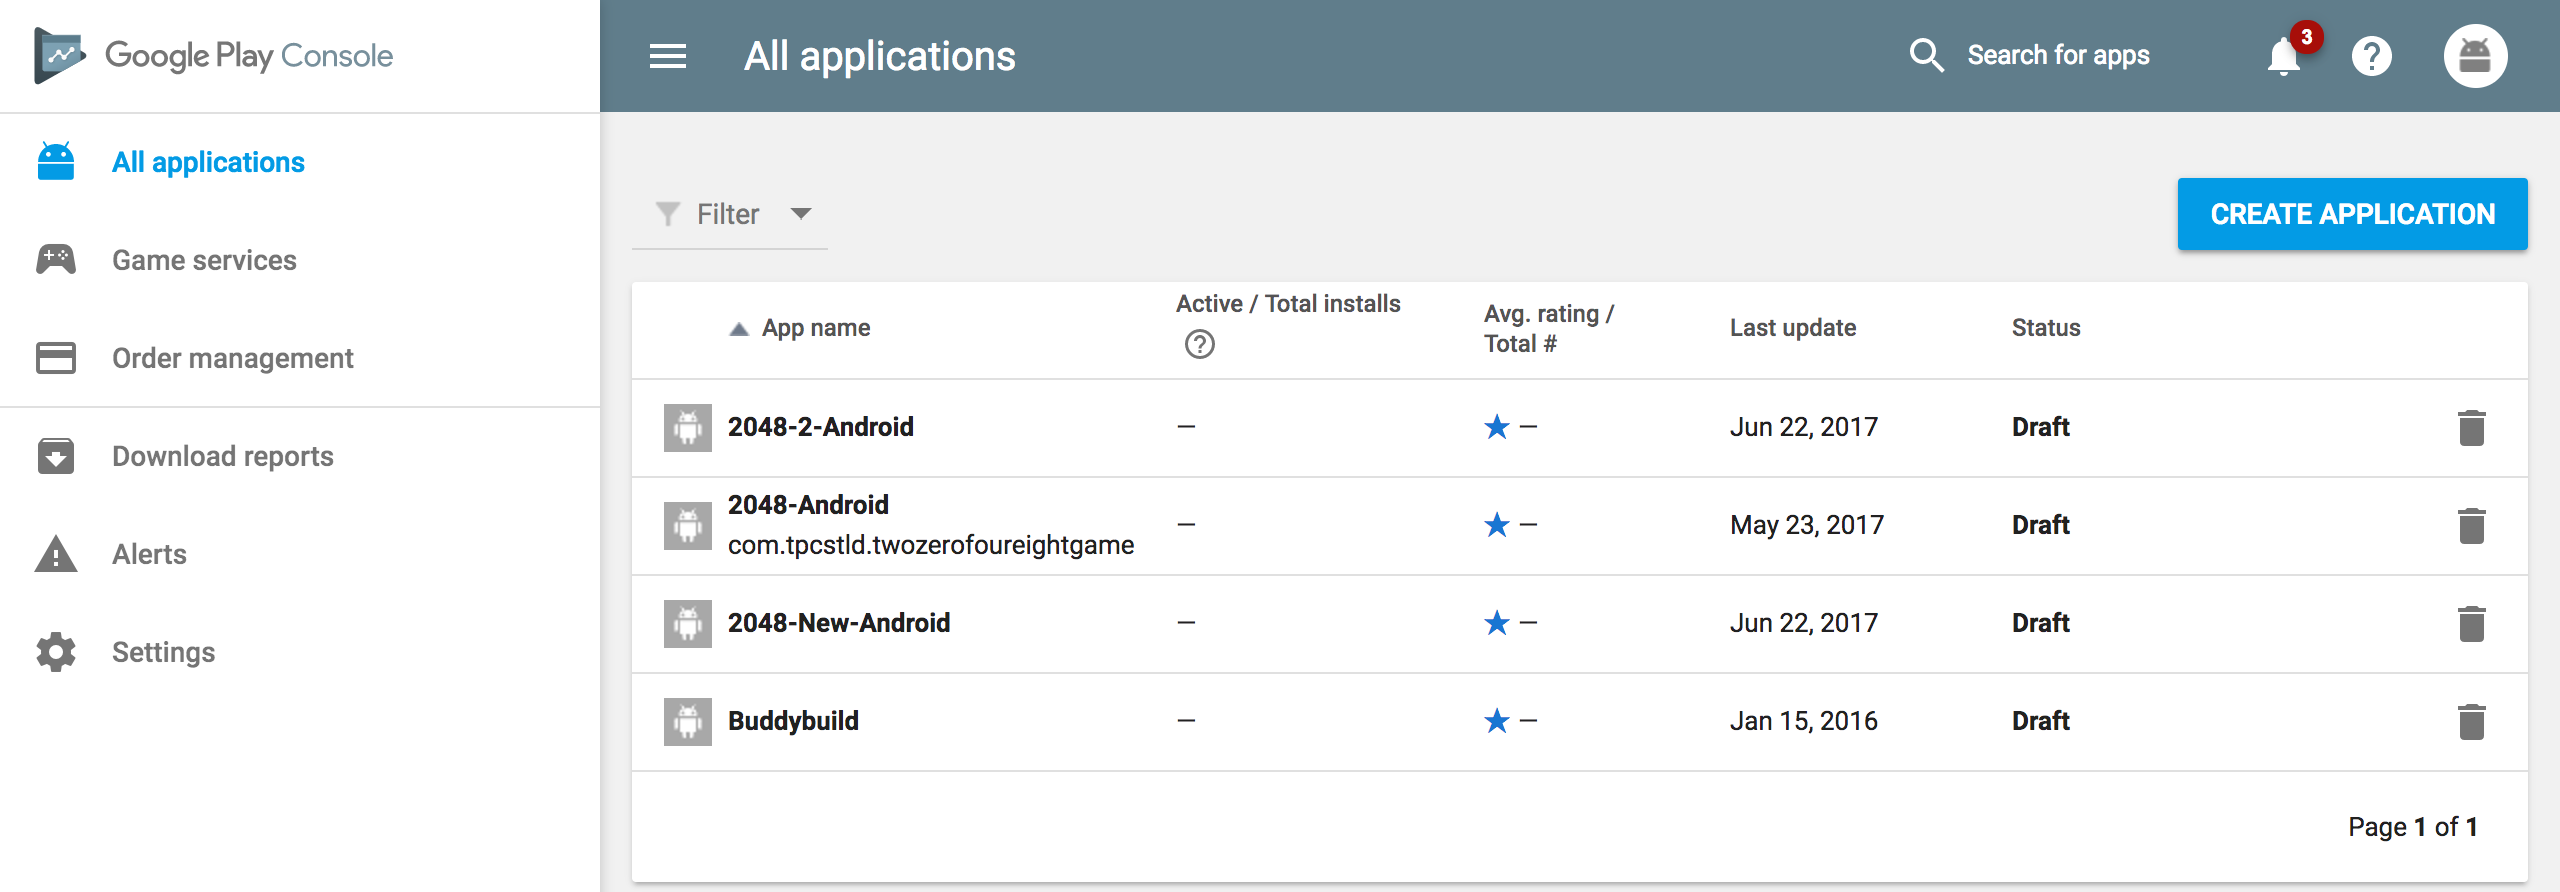 Google Play Console
All applications
Search for apps
3
All applications
Game services
Order management
Download reports
Alerts
Settings
Filter
CREATE APPLICATION
App name
Active / Total installs
Avg. rating /
Total #
Last update
Status
2048-2-Android
–
–
Jun 22, 2017
Draft
2048-Android
com.tpcstld.twozerofoureightgame
–
–
May 23, 2017
Draft
2048-New-Android
–
–
Jun 22, 2017
Draft
Buddybuild
–
–
Jan 15, 2016
Draft
Page 1 of 1